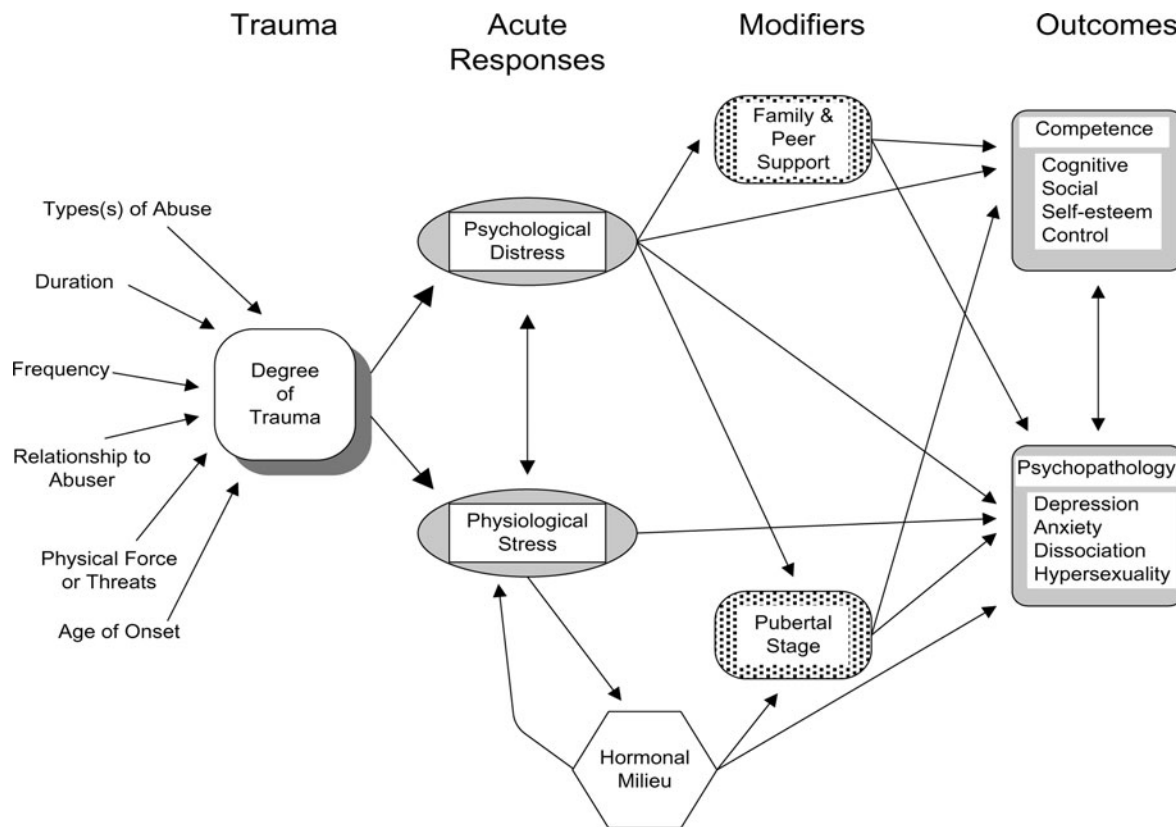 Trauma
Acute
Responses
Modifiers
Outcomes
Types(s) of Abuse
Duration
Frequency
Relationship to
Abuser
Physical Force
or Threats
Age of Onset
Degree
of
Trauma
Psychological
Distress
Physiological
Stress
Hormonal
Milieu
Family &
Peer
Support
Pubertal
Stage
Competence
Cognitive
Social
Self-esteem
Control
Psychopathology
Depression
Anxiety
Dissociation
Hypersexuality